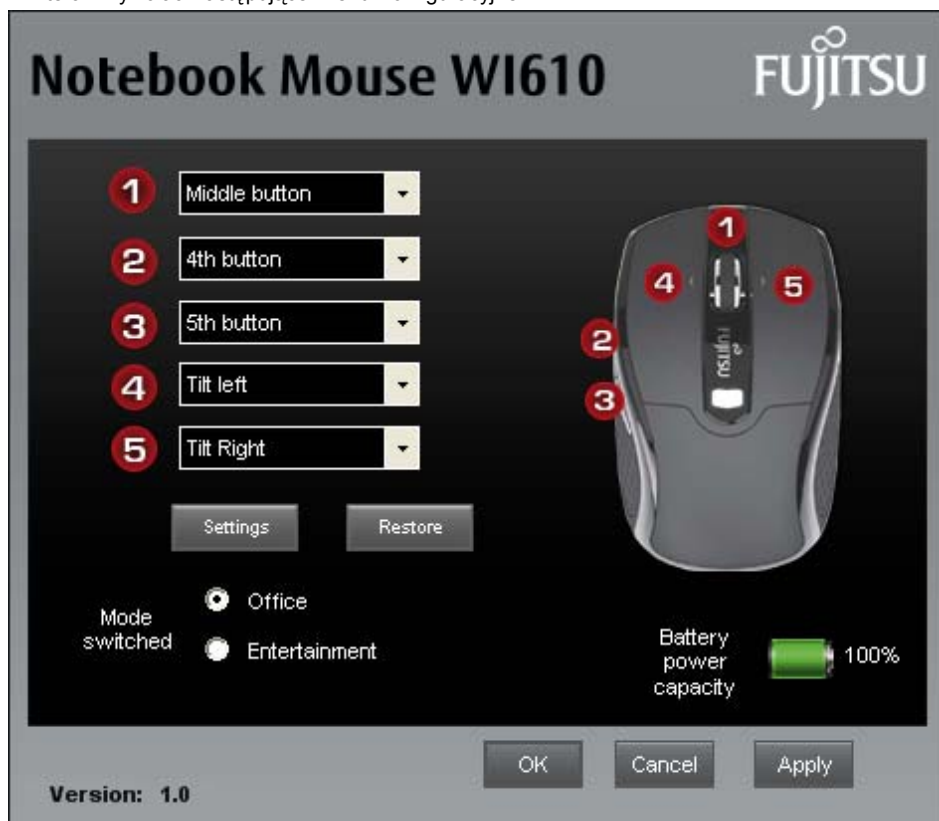 Notebook Mouse WI610
FUJITSU
1 Middle button
2 4th button
3 5th button
4 Tilt left
5 Tilt Right
Settings Restore
Mode switched
Office
Entertainment
1
4 5
2
3
FUJITSU
Battery power capacity
100%
OK Cancel Apply
Version: 1.0